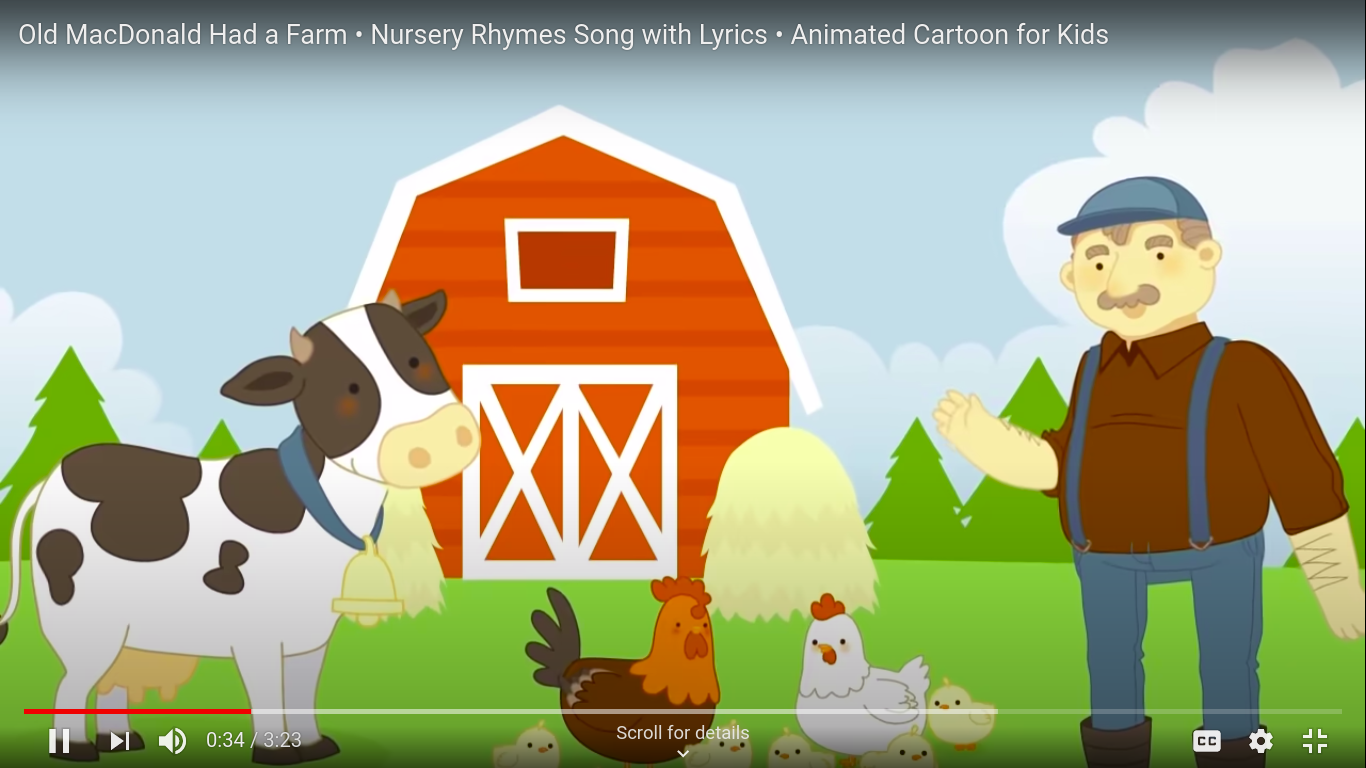 Old MacDonald Had a Farm • Nursery Rhymes Song with Lyrics • Animated Cartoon for Kids
Scroll for details
0:34 / 3:23
CC